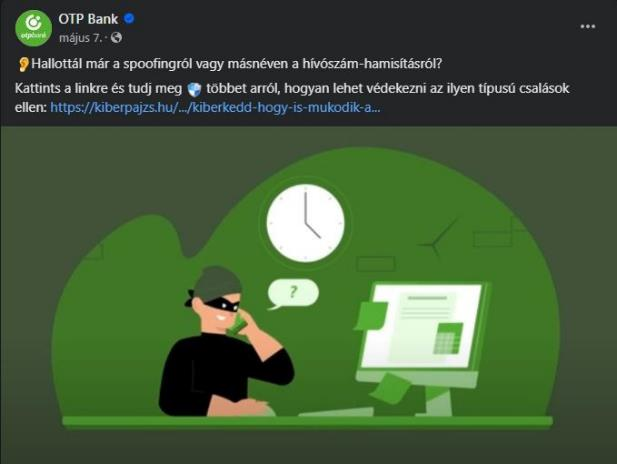 OTP Bank
május 7.·
👂Hallottál már a spoofingról vagy másnéven a hívószám-hamisításról?
Kattints a linkre és tudj meg 🛡️ többet arról, hogyan lehet védekezni az ilyen típusú csalások
ellen: https://kiberpajzs.hu/.../kiberkedd-hogy-is-mukodik-a...
otpbank
?